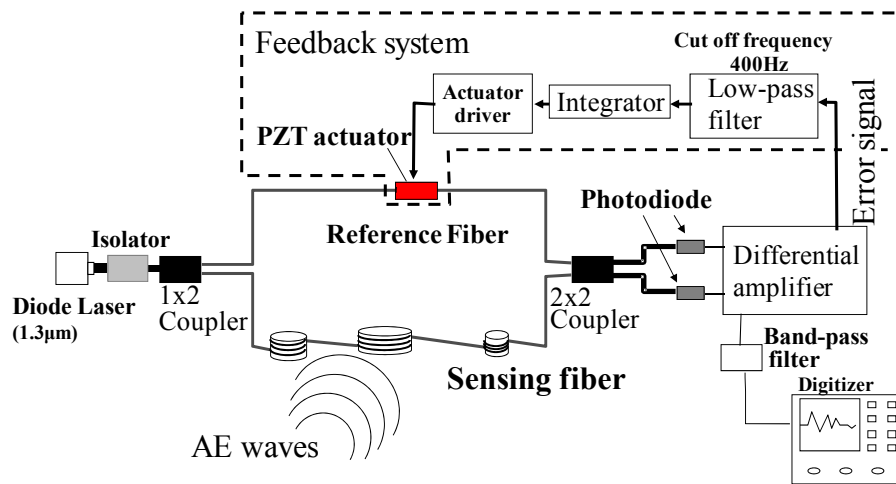 Feedback system
Cut off frequency
400Hz
Actuator
driver
Integrator
Low-pass
filter
Error signal
PZT actuator
Reference Fiber
Photodiode
Isolator
Diode Laser
(1.3μm)
1x2
Coupler
2x2
Coupler
Differential
amplifier
Band-pass
filter
Digitizer
Sensing fiber
AE waves